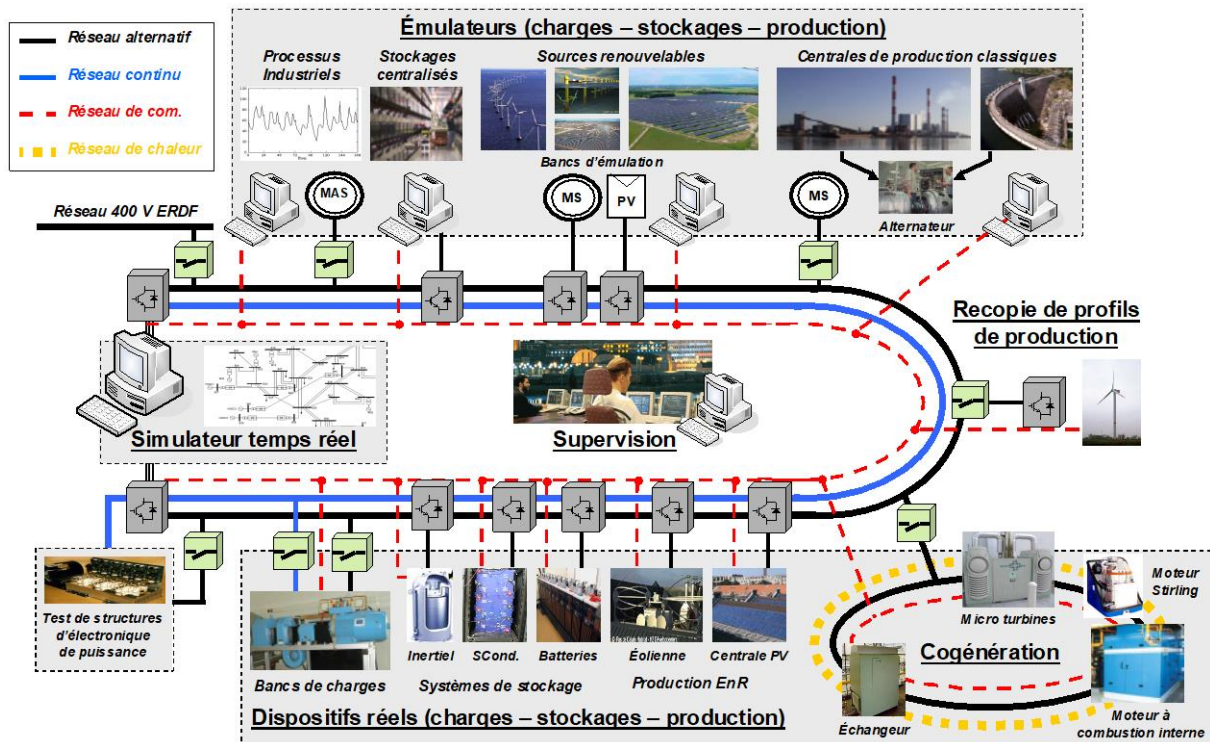 Réseau alternatif
Réseau continu
Réseau de com.
Réseau de chaleur
Émulateurs (charges – stockages – production)
Processus
Industriels
Stockages
centralisés
Sources renouvelables
Centrales de production classiques
Bancs d'émulation
MAS
MS
PV
MS
Alternateur
Réseau 400 V ERDF
Recopie de profils
de production
Simulateur temps réel
Supervision
Test de structures
d'électronique
de puissance
Bancs de charges
Inertiel
SCond.
Batteries
Éolienne
Centrale PV
Systèmes de stockage
Production EnR
Dispositifs réels (charges – stockages – production)
Micro turbines
Moteur
Stirling
Cogénération
Échangeur
Moteur à
combustion interne